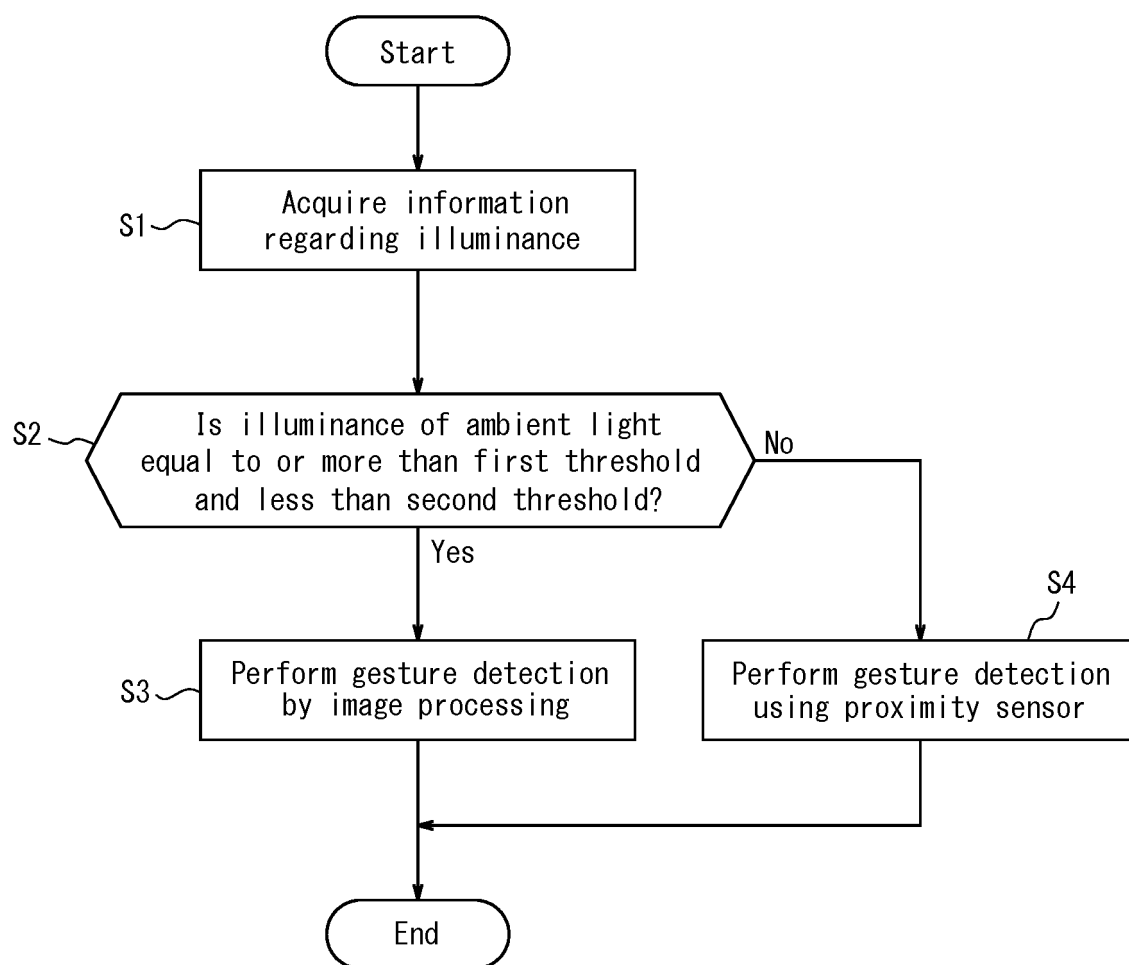 Start
S1
Acquire information
regarding illuminance
S2
Is illuminance of ambient light
equal to or more than first threshold
and less than second threshold?
No
Yes
S4
S3
Perform gesture detection
by image processing
Perform gesture detection
using proximity sensor
End